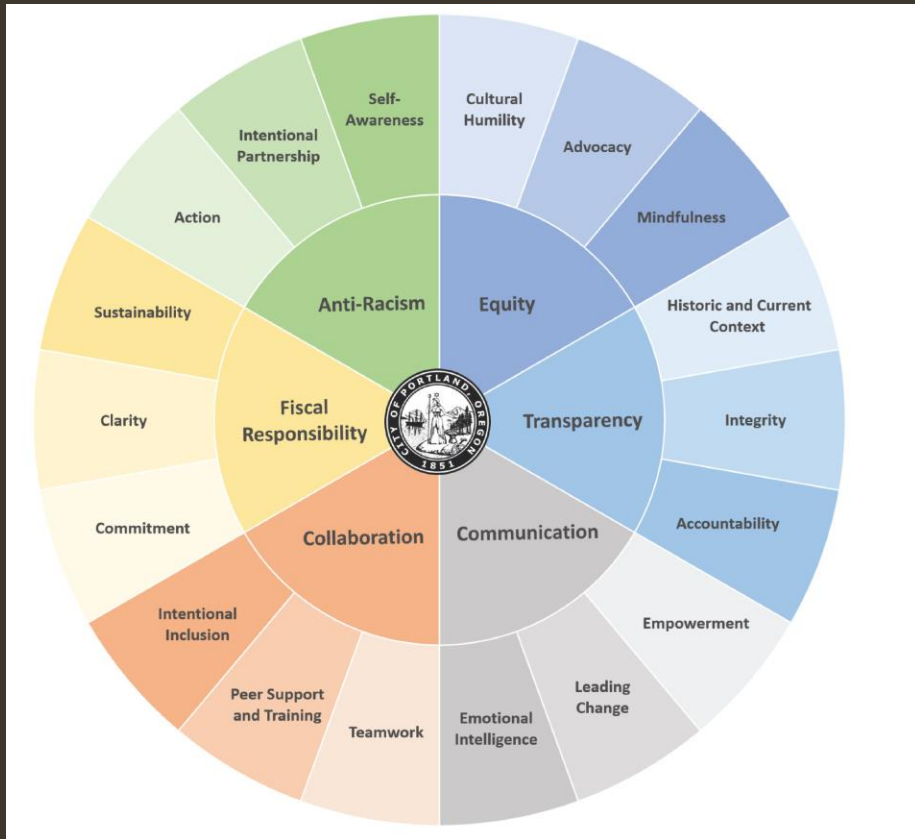 Self-
Awareness
Cultural
Humility
Intentional
Partnership
Advocacy
Action
Mindfulness
Anti-Racism
Equity
Sustainability
Historic and Current
Context
Clarity
Fiscal
Responsibility
CITY OF PORTLAND, OREGON
1851
Transparency
Integrity
Commitment
Accountability
Collaboration
Communication
Intentional
Inclusion
Empowerment
Peer Support
and Training
Leading
Change
Teamwork
Emotional
Intelligence